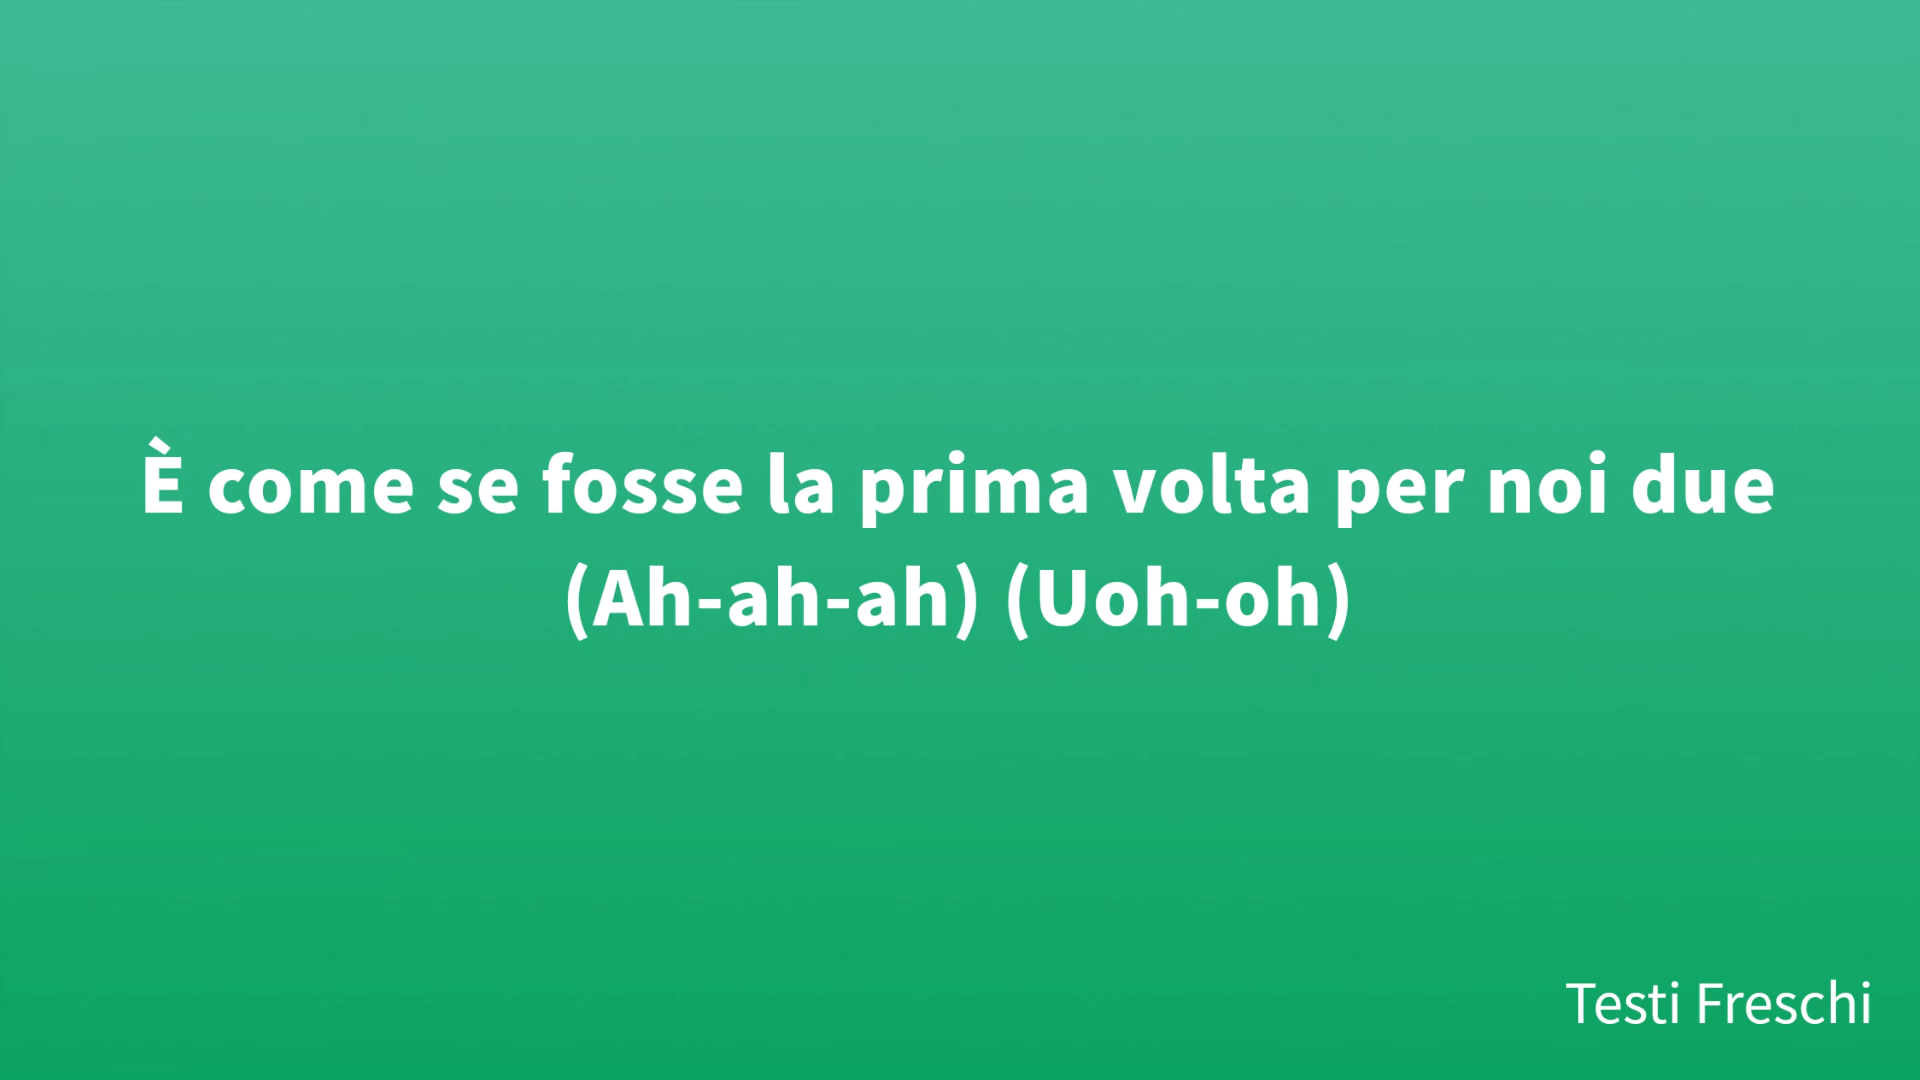 È come se fosse la prima volta per noi due
(Ah-ah-ah) (Uoh-oh)
Testi Freschi